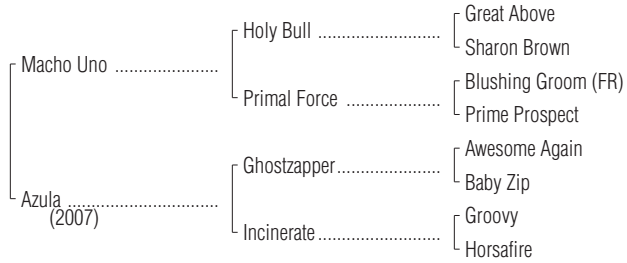 Great Above
Holy Bull ..............................
Sharon Brown
Macho Uno .........................
Blushing Groom (FR)
Primal Force .......................
Prime Prospect
Awesome Again
Ghostzapper.........................
Baby Zip
Azula .............................
(2007)
Groovy
Incinerate ..............................
Horsafire